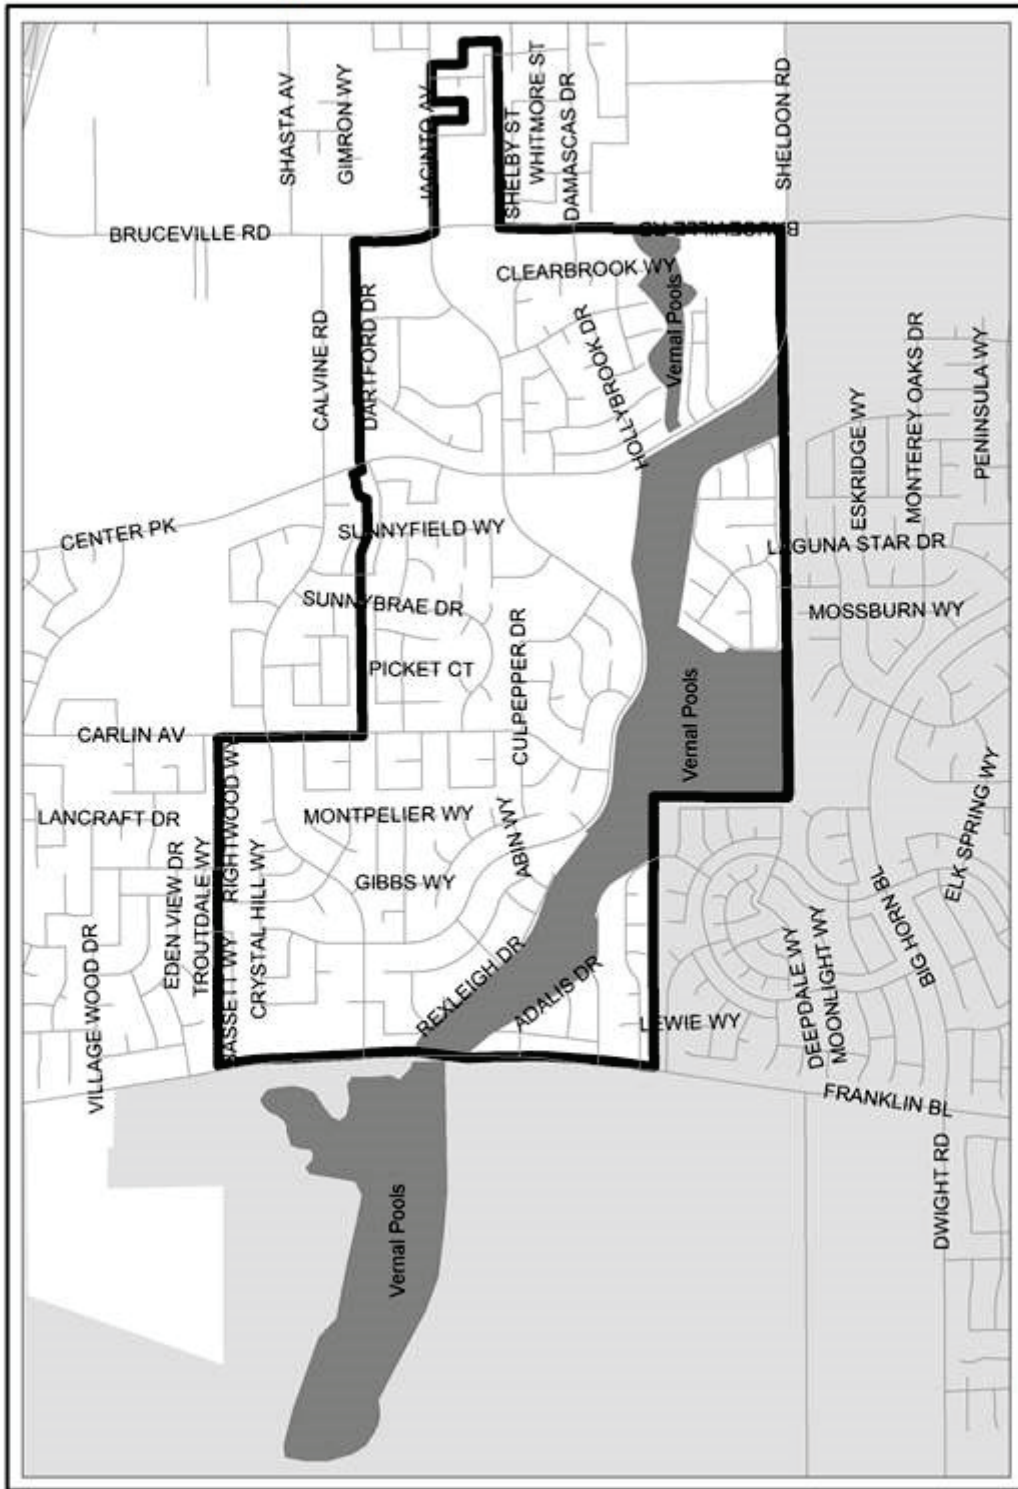 SHASTA AV
GIMRON WY
JACINTO AV
SHELBY ST
WHITMORE ST
DAMASCAS DR
SHELDON RD
BRUCEVILLE RD
BRUCEVILLE RD
CLEARBROOK WY
Vernal Pools
CALVINE RD
DARTFORD DR
HOLLYBROOK DR
ESKRIDGE WY
MONTEREY OAKS DR
PENINSULA WY
CENTER PK
SUNNYFIELD WY
LAGUNA STAR DR
SUNNYBRAE DR
MOSSBURN WY
PICKET CT
CULPEPPER DR
Vernal Pools
CARLIN AV
RIGHTWOOD WY
LANCRAFT DR
MONTPELIER WY
ABIN WY
ELK SPRING WY
EDEN VIEW DR
TROUTDALE WY
CRYSTAL HILL WY
GIBBS WY
BIG HORN BL
VILLAGE WOOD DR
BASSETT WY
REXLEIGH DR
ADALIS DR
LEWIE WY
DEEPDALE WY
MOONLIGHT WY
FRANKLIN BL
Vernal Pools
DWIGHT RD